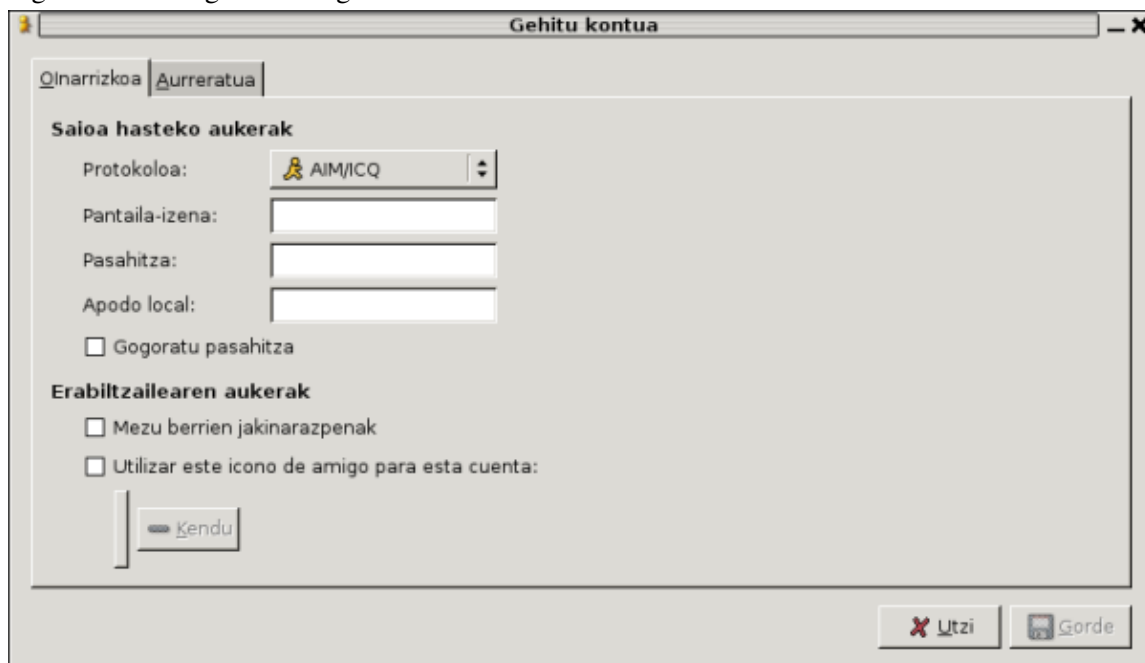 Gehitu kontua
OInarrizkoa Aurreratua
Saioa hasteko aukerak
Protokoloa: AIM/ICQ
Pantaila-izena:
Pasahitza:
Apodo local:
Gogoratu pasahitza
Erabiltzailearen aukerak
Mezu berrien jakinarazpenak
Utilizar este icono de amigo para esta cuenta:
Kendu
Utzi Gorde